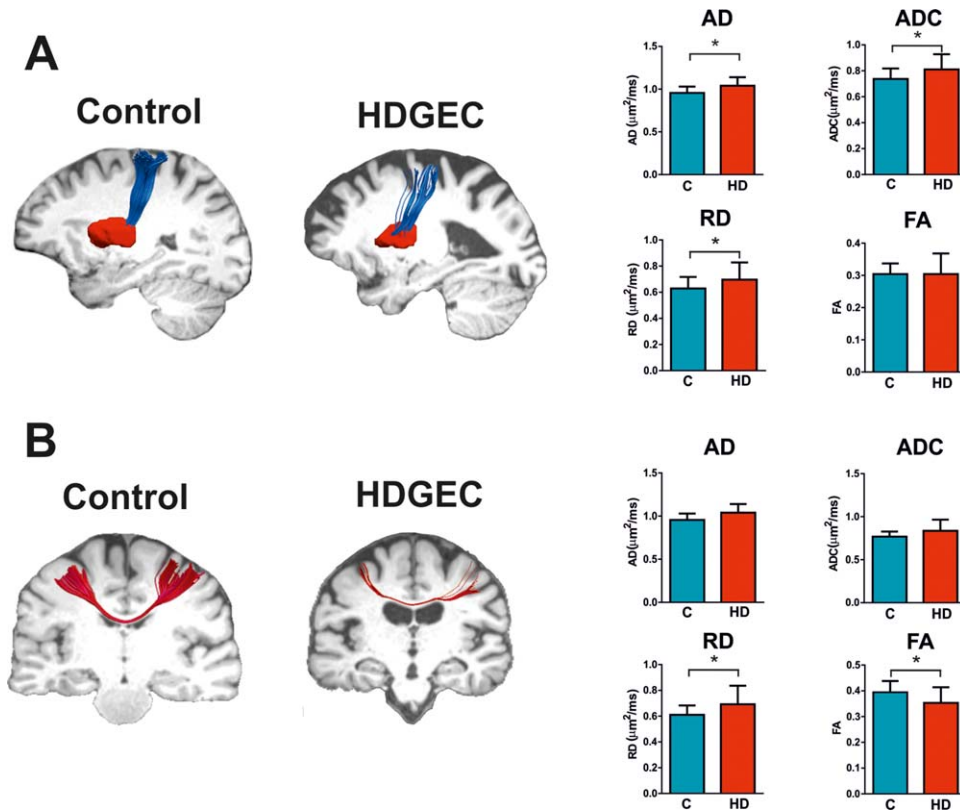 A
Control
HDGEC
AD
*
1.5
1.0
0.5
0.0
AD (μm²/ms)
C
HD
ADC
*
1.0
0.8
0.6
0.4
0.2
0.0
ADC(μm²/ms)
C
HD
RD
*
1.0
0.8
0.6
0.4
0.2
0.0
RD (μm²/ms)
C
HD
FA
0.4
0.3
0.2
0.1
0.0
FA
C
HD
B
Control
HDGEC
AD
1.5
1.0
0.5
0.0
AD(μm²/ms)
C
HD
ADC
1.5
1.0
0.5
0.0
ADC(μm²/ms)
C
HD
RD
*
1.0
0.8
0.6
0.4
0.2
0.0
RD (μm²/ms)
C
HD
FA
*
0.5
0.4
0.3
0.2
0.1
0.0
FA
C
HD